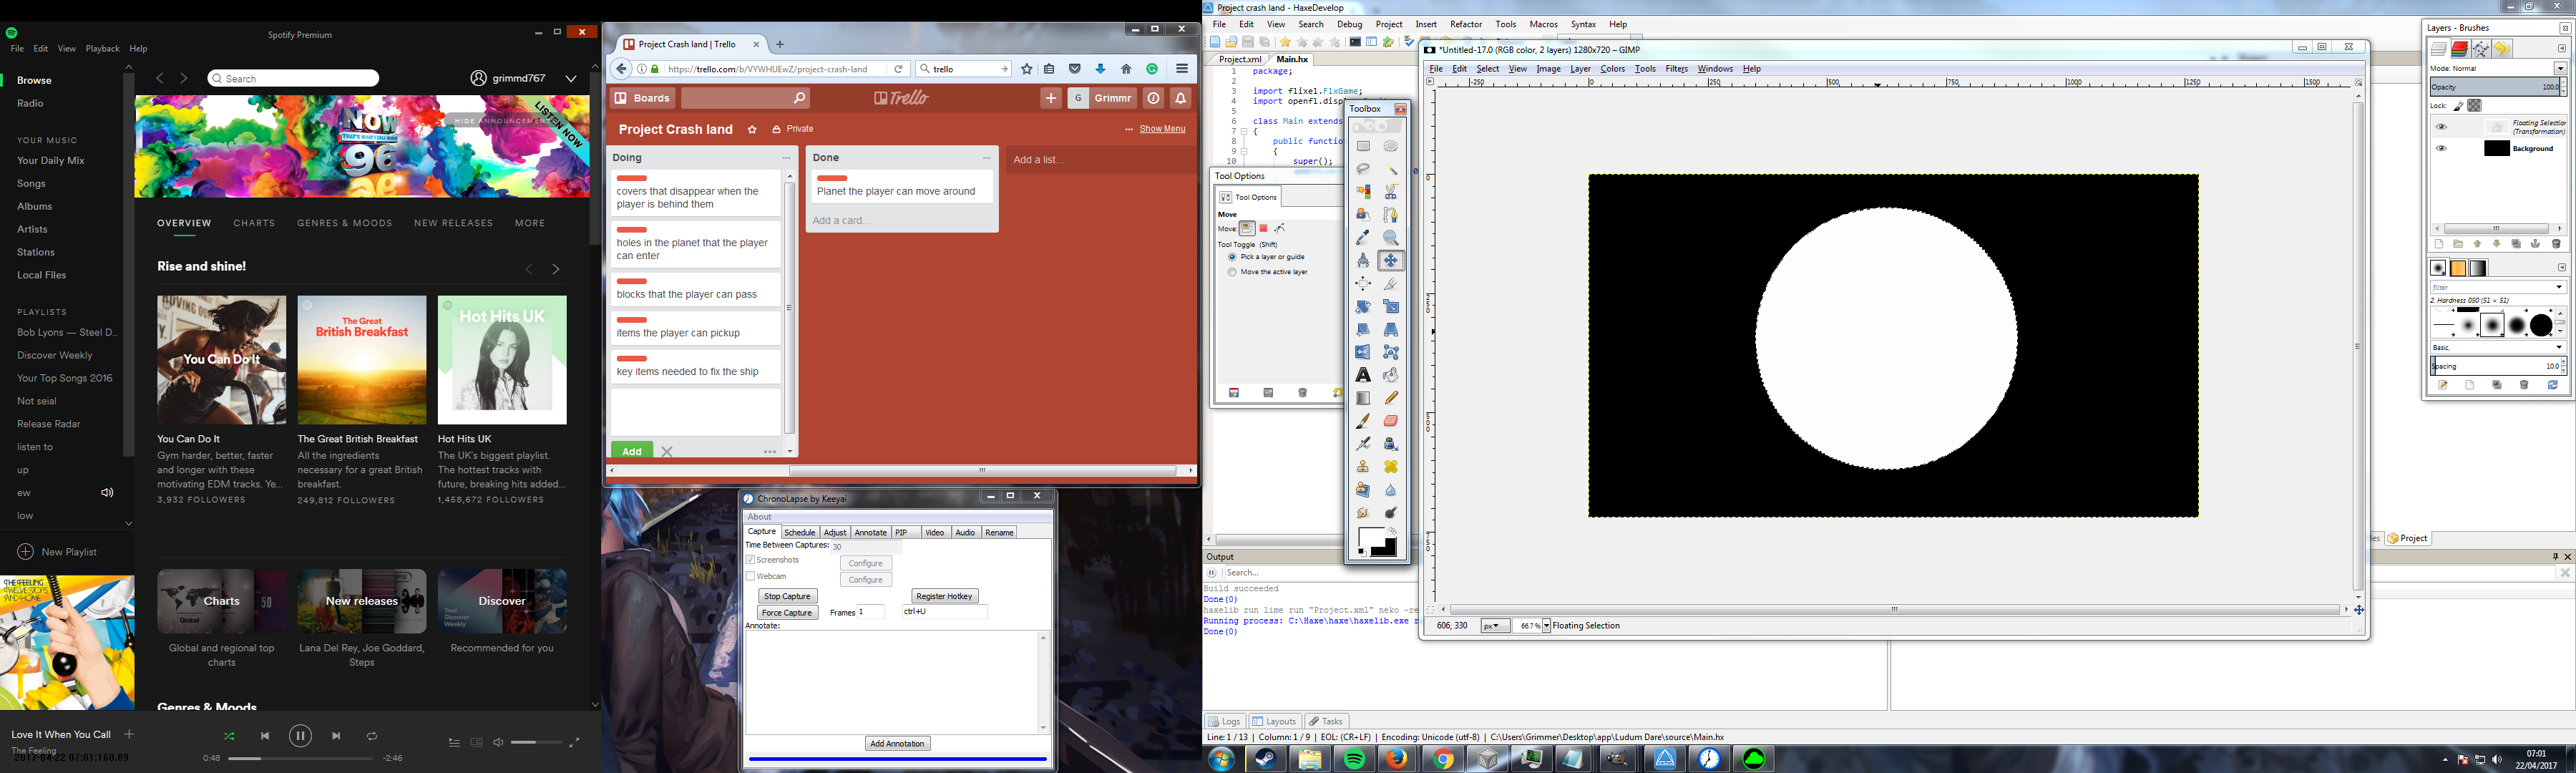 Spotify Premium
File Edit View Playback Help
Browse
Radio
YOUR MUSIC
Your Daily Mix
Songs
Albums
Artists
Stations
Local Files
PLAYLISTS
Bob Lyons — Steel D..
Discover Weekly
Your Top Songs 2016
Not seial
Release Radar
listen to
up
ew
low
New Playlist
Search
grimmd767
HIDE ANNOUNCEMENT
LISTEN NOW
NOW
THAT'S WHAT I CALL MUSIC
96
OVERVIEW CHARTS GENRES & MOODS NEW RELEASES MORE
Rise and shine!
You Can Do It
The Great
British Breakfast
Hot Hits UK
You Can Do It
Gym harder, better, faster
and longer with these
motivating EDM tracks. Ye...
3,932 FOLLOWERS
The Great British Breakfast
All the ingredients
necessary for a great British
breakfast.
249,812 FOLLOWERS
Hot Hits UK
The UK's biggest playlist.
The hottest tracks with
future, breaking hits added...
1,458,672 FOLLOWERS
Charts
New releases
Discover
Global and regional top
charts
Lana Del Rey, Joe Goddard,
Steps
Recommended for you
Genres & Moods
Love It When You Call
The Feeling
2017-04-22 07:01:160.89
0:48
-2:46
Project Crash land | Trello
https://trello.com/b/VYWHUEwZ/project-crash-land
trello
Boards
Trello
G Grimmr
Project Crash land
Private
... Show Menu
Doing
covers that disappear when the
player is behind them
holes in the planet that the player
can enter
blocks that the player can pass
items the player can pickup
key items needed to fix the ship
Add
Done
Planet the player can move around
Add a card...
Add a list...
ChronoLapse by Keeyai
About
Capture Schedule Adjust Annotate PIP Video Audio Rename
Time Between Captures: 30
Screenshots Configure
Webcam Configure
Stop Capture Register Hotkey
Force Capture Frames 1 ctrl+U
Annotate:
Add Annotation
Project crash land - HaxeDevelop
File Edit View Search Debug Project Insert Refactor Tools Macros Syntax Help
Project.xml Main.hx
1 package;
2
3 import flixel.FlxGame;
4 import openfl.displ
5
6 class Main extends
7 {
8 public functio
9 {
10 super();
Tool Options
Tool Options
Move
Move:
Tool Toggle (Shift)
Pick a layer or guide
Move the active layer
Toolbox
*Untitled-17.0 (RGB color, 2 layers) 1280x720 – GIMP
File Edit Select View Image Layer Colors Tools Filters Windows Help
-250 0 250 500 750 1000 1250 1500
606, 330 px 66.7 % Floating Selection
Layers - Brushes
Mode: Normal
Opacity 100.0
Lock:
Floating Selection
(Transformation)
Background
filter
2. Hardness 050 (51 × 51)
Basic,
Spacing 10.0
Project
Output
Search...
Build succeeded
Done(0)
haxelib run lime run "Project.xml" neko -re
Running process: C:\Haxe\haxe\haxelib.exe r
Done(0)
Logs Layouts Tasks
Line: 1 / 13 | Column: 1 / 9 | EOL: (CR+LF) | Encoding: Unicode (utf-8) | C:\Users\Grimmer\Desktop\app\Ludum Dare\source\Main.hx
07:01
22/04/2017